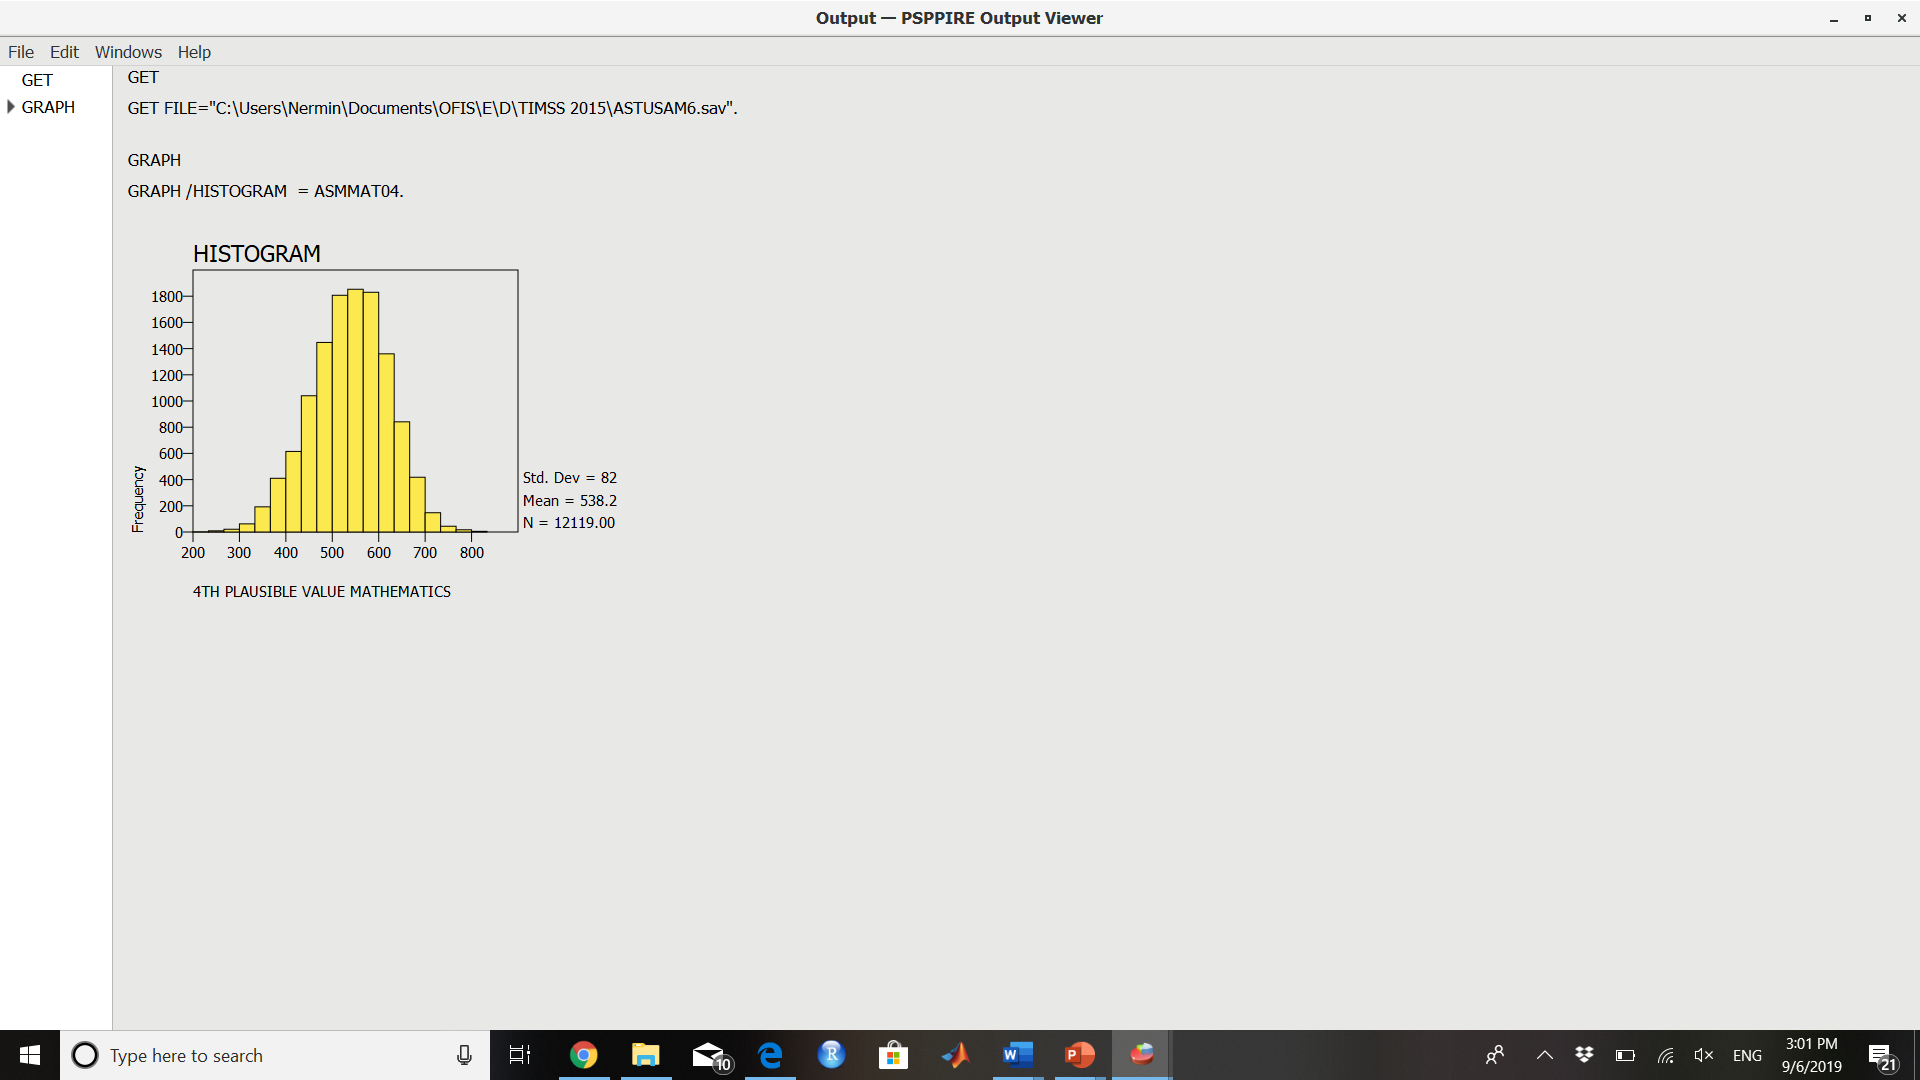 Output — PSPPIRE Output Viewer
File Edit Windows Help
GET
GRAPH
GET
GET FILE="C:\Users\Nermin\Documents\OFIS\E\D\TIMSS 2015\ASTUSAM6.sav".
GRAPH
GRAPH /HISTOGRAM  = ASMMAT04.
HISTOGRAM
1800
1600
1400
1200
1000
800
600
400
200
0
Frequency
200 300 400 500 600 700 800
4TH PLAUSIBLE VALUE MATHEMATICS
Std. Dev = 82
Mean = 538.2
N = 12119.00
Type here to search
10
R
W
P
ENG
3:01 PM
9/6/2019
21